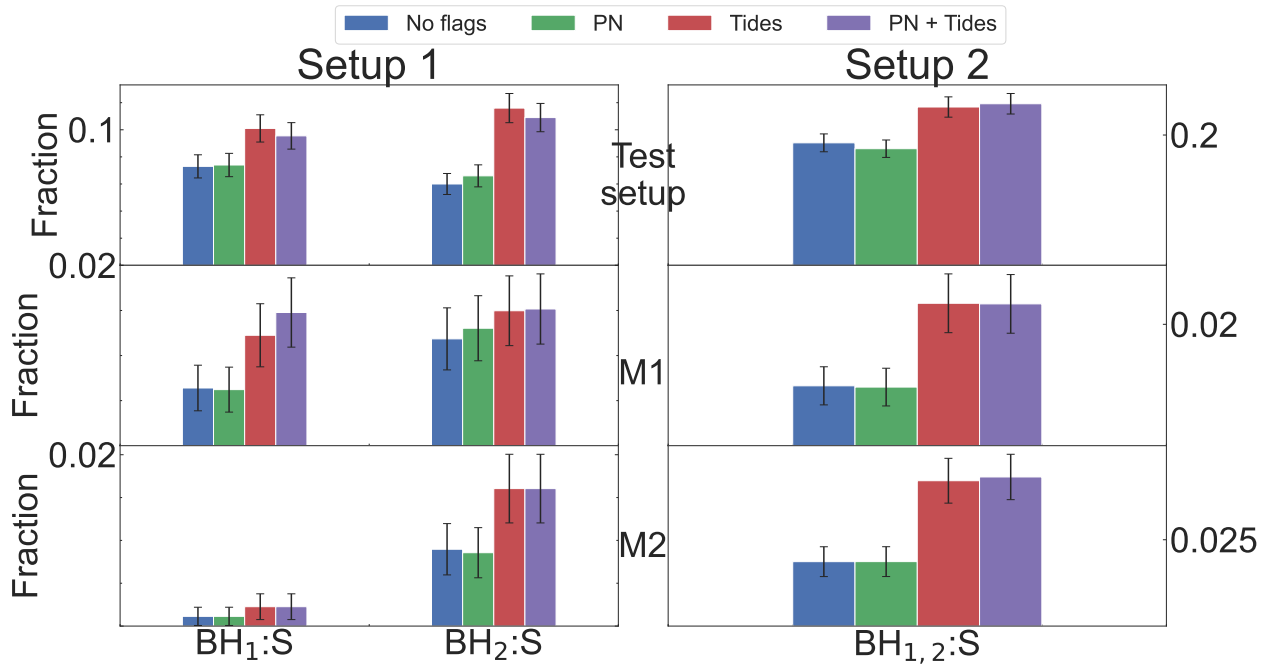 No flags PN Tides PN + Tides
Setup 1 Setup 2
Fraction 0.1 Test setup 0.2
0.02
Fraction M1 0.02
0.02
Fraction M2 0.025
BH₁:S BH₂:S BH₁, ₂:S